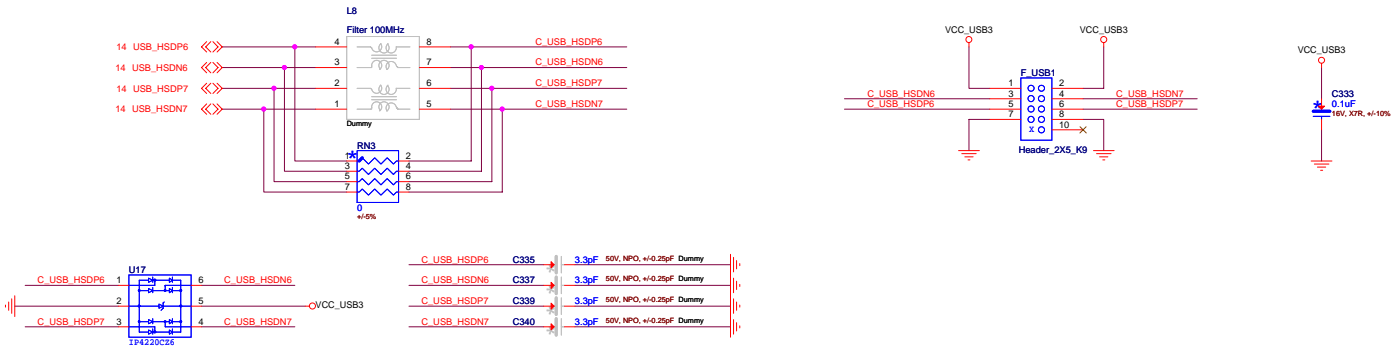 L8
Filter 100MHz
14 USB_HSDP6 4 8 C_USB_HSDP6
14 USB_HSDN6 3 7 C_USB_HSDN6
14 USB_HSDP7 2 6 C_USB_HSDP7
14 USB_HSDN7 1 5 C_USB_HSDN7
Dummy
RN3
1 2
3 4
5 6
7 8
0
+/-5%
VCC_USB3 VCC_USB3
F_USB1
1 2
C_USB_HSDN6 3 4 C_USB_HSDN7
C_USB_HSDP6 5 6 C_USB_HSDP7
7 8
X 10
Header_2X5_K9
VCC_USB3
C333
0.1uF
16V, X7R, +/-10%
U17
C_USB_HSDP6 1 6 C_USB_HSDN6
2 5 VCC_USB3
C_USB_HSDP7 3 4 C_USB_HSDN7
IP4220CZ6
C_USB_HSDP6 C335 3.3pF 50V, NPO, +/-0.25pF Dummy
C_USB_HSDN6 C337 3.3pF 50V, NPO, +/-0.25pF Dummy
C_USB_HSDP7 C339 3.3pF 50V, NPO, +/-0.25pF Dummy
C_USB_HSDN7 C340 3.3pF 50V, NPO, +/-0.25pF Dummy